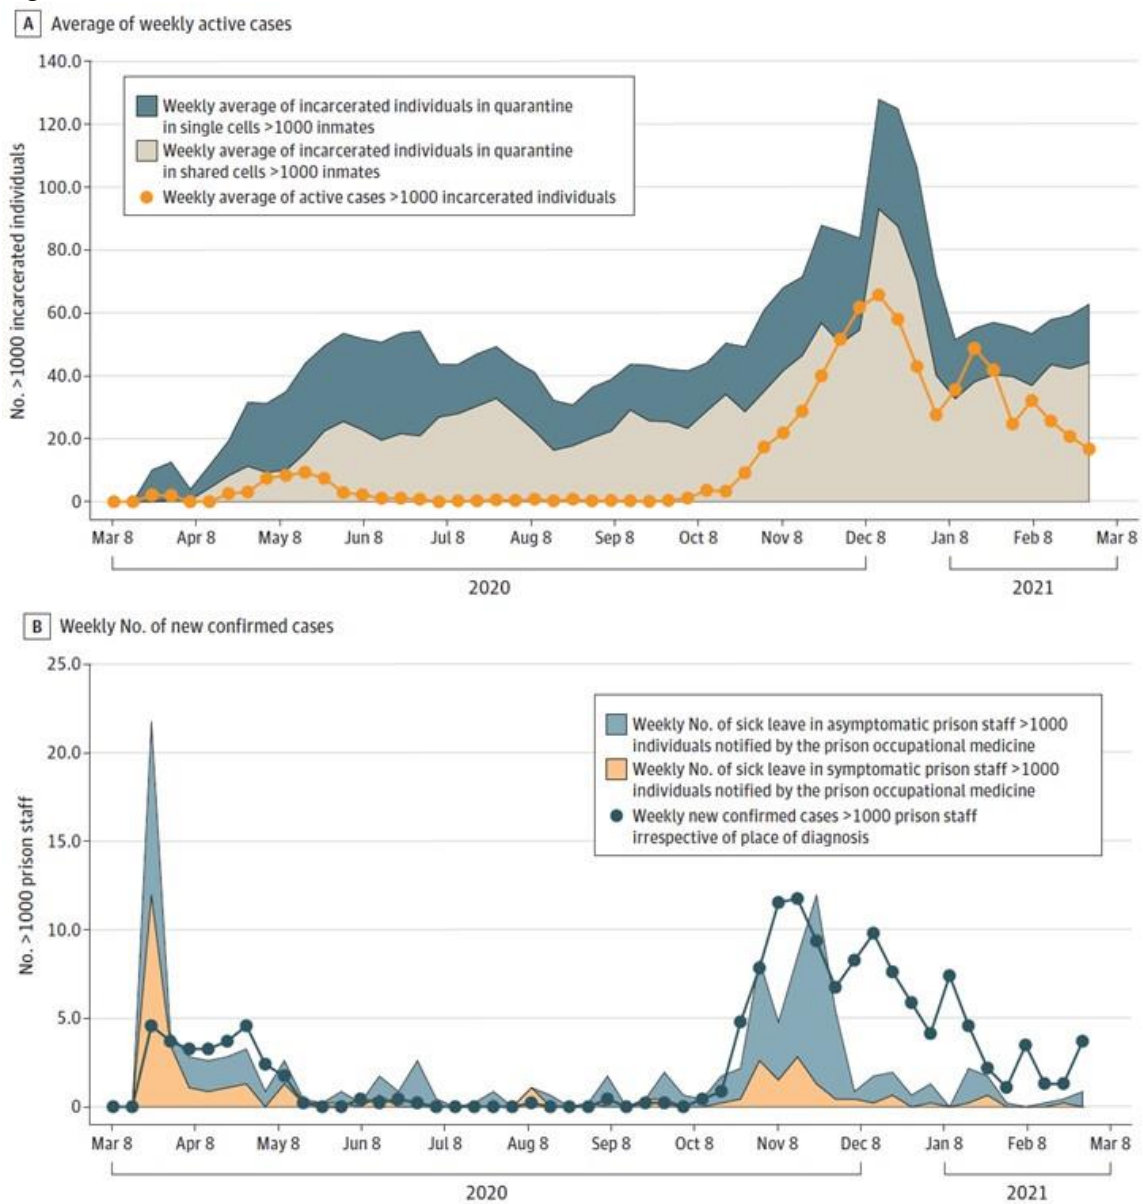 A Average of weekly active cases
140.0
120.0
100.0
80.0
60.0
40.0
20.0
0
No. >1000 incarcerated individuals
Weekly average of incarcerated individuals in quarantine
in single cells >1000 inmates
Weekly average of incarcerated individuals in quarantine
in shared cells >1000 inmates
Weekly average of active cases >1000 incarcerated individuals
Mar 8 Apr 8 May 8 Jun 8 Jul 8 Aug 8 Sep 8 Oct 8 Nov 8 Dec 8 Jan 8 Feb 8 Mar 8
2020 2021
B Weekly No. of new confirmed cases
25.0
20.0
15.0
10.0
5.0
0
No. >1000 prison staff
Weekly No. of sick leave in asymptomatic prison staff >1000
individuals notified by the prison occupational medicine
Weekly No. of sick leave in symptomatic prison staff >1000
individuals notified by the prison occupational medicine
Weekly new confirmed cases >1000 prison staff
irrespective of place of diagnosis
Mar 8 Apr 8 May 8 Jun 8 Jul 8 Aug 8 Sep 8 Oct 8 Nov 8 Dec 8 Jan 8 Feb 8 Mar 8
2020 2021